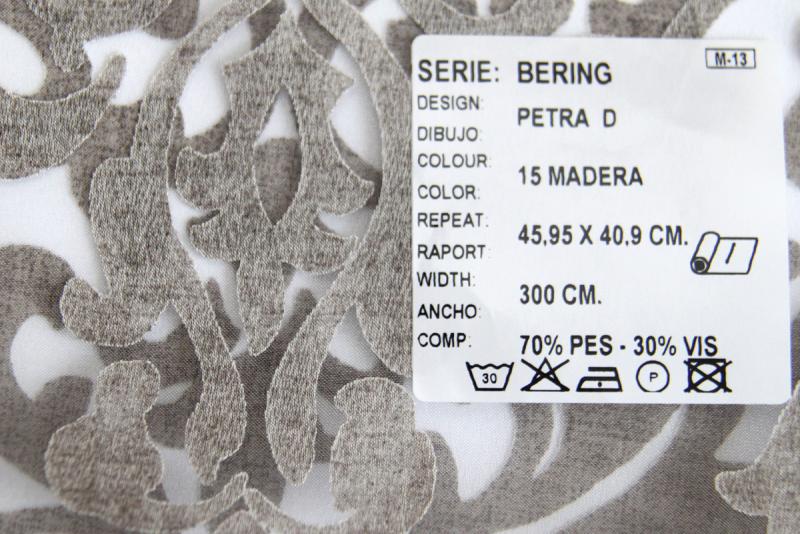 M-13
SERIE: BERING
DESIGN:
PETRA D
DIBUJO:
COLOUR:
15 MADERA
COLOR:
REPEAT:
45,95 X 40,9 CM.
RAPORT:
WIDTH:
300 CM.
ANCHO:
COMP: 70% PES - 30% VIS
30 P